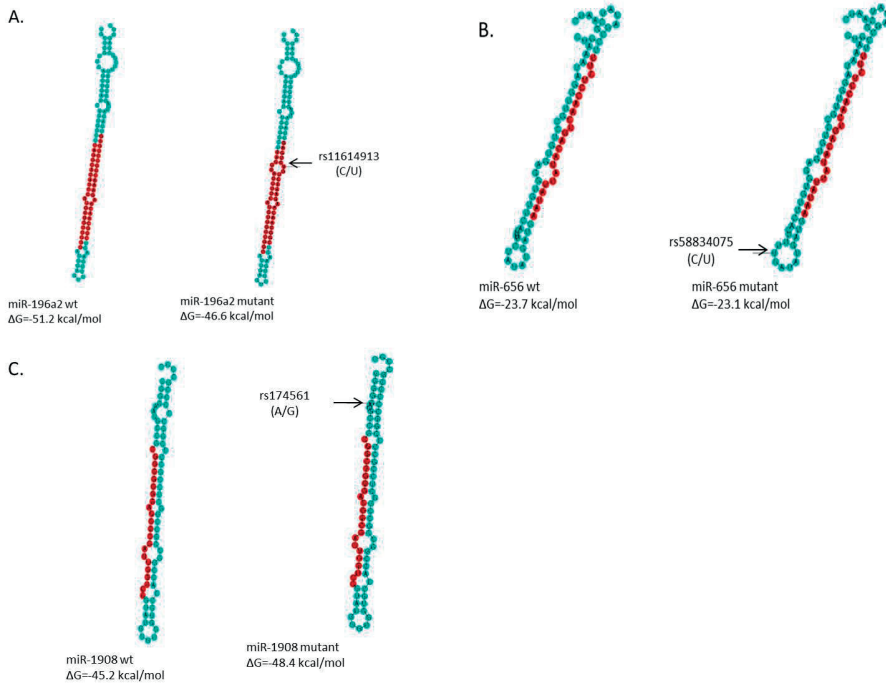 A.
rs11614913
(C/U)
miR-196a2 wt
ΔG=-51.2 kcal/mol
miR-196a2 mutant
ΔG=-46.6 kcal/mol
B.
rs58834075
(C/U)
miR-656 wt
ΔG=-23.7 kcal/mol
miR-656 mutant
ΔG=-23.1 kcal/mol
C.
rs174561
(A/G)
miR-1908 wt
ΔG=-45.2 kcal/mol
miR-1908 mutant
ΔG=-48.4 kcal/mol